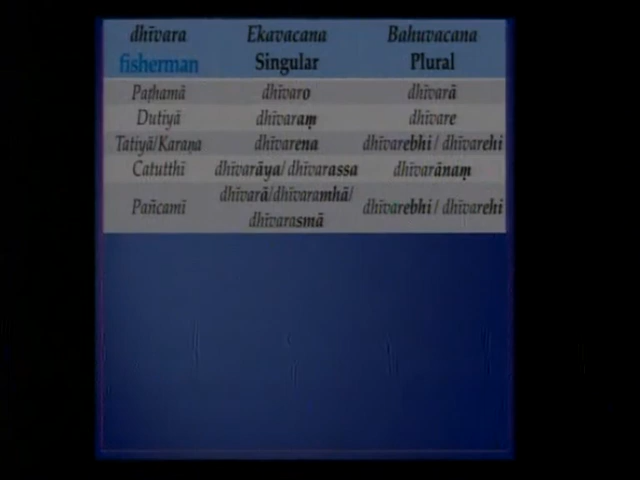 dhīvara Ekavacana Bahuvacana
fisherman Singular Plural
Paṭhamā dhīvaro dhīvarā
Dutiyā dhīvaraṃ dhīvare
Tatiyā/Karaṇa dhīvarena dhīvarebhi / dhīvarehi
Catutthī dhīvarāya/ dhīvarassa dhīvarānaṃ
Pañcamī dhīvarā/dhīvaramhā/ dhīvarebhi / dhīvarehi
dhīvarasmā